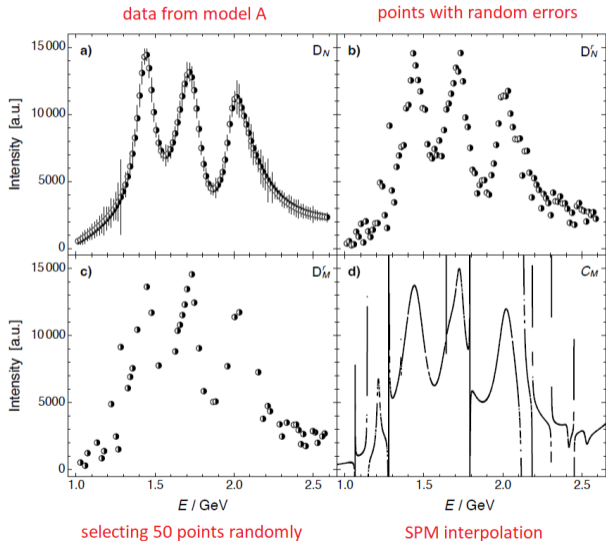 data from model A
points with random errors
15000
10000
5000
0
Intensity [a.u.]
a)
D_N
b)
D^r_N
15000
10000
5000
0
Intensity [a.u.]
c)
D^r_M
d)
C_M
1.0 1.5 2.0 2.5
1.0 1.5 2.0 2.5
E / GeV
E / GeV
selecting 50 points randomly
SPM interpolation